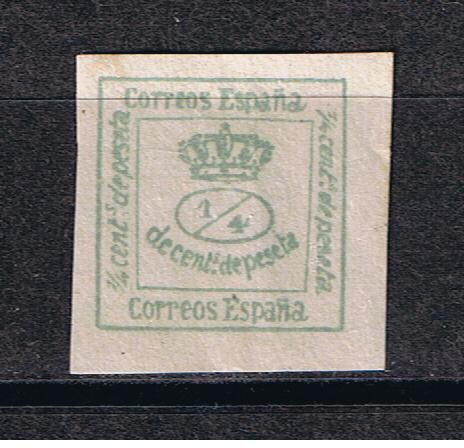 Correos España
¼ cent.s de peseta
¼ cent.s de peseta
1/4
de cent.s de peseta
Correos España